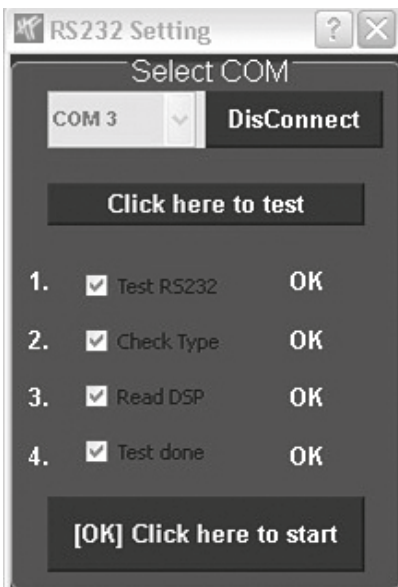 RS232 Setting ?
Select COM
COM 3 DisConnect
Click here to test
1. Test RS232 OK
2. Check Type OK
3. Read DSP OK
4. Test done OK
[OK] Click here to start